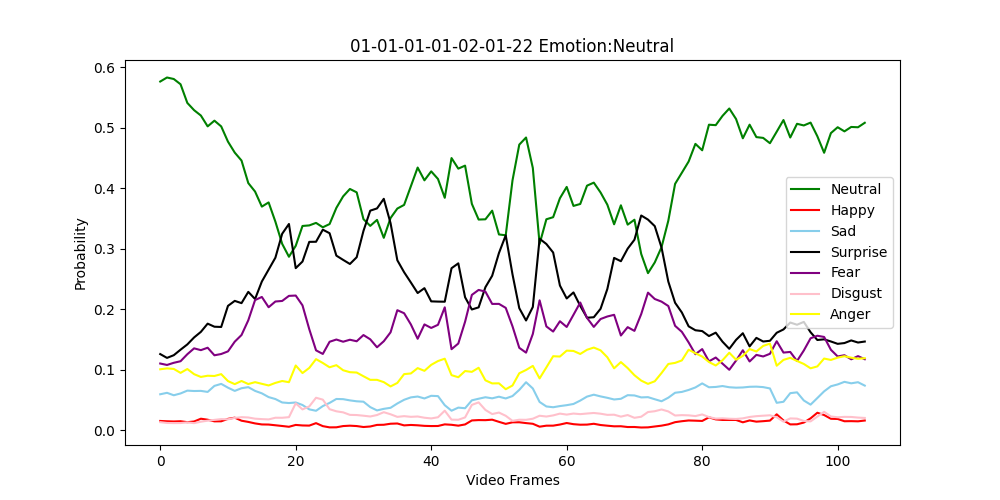 01-01-01-01-02-01-22 Emotion:Neutral
Probability
0.6
0.5
0.4
0.3
0.2
0.1
0.0
Neutral
Happy
Sad
Surprise
Fear
Disgust
Anger
0 20 40 60 80 100
Video Frames